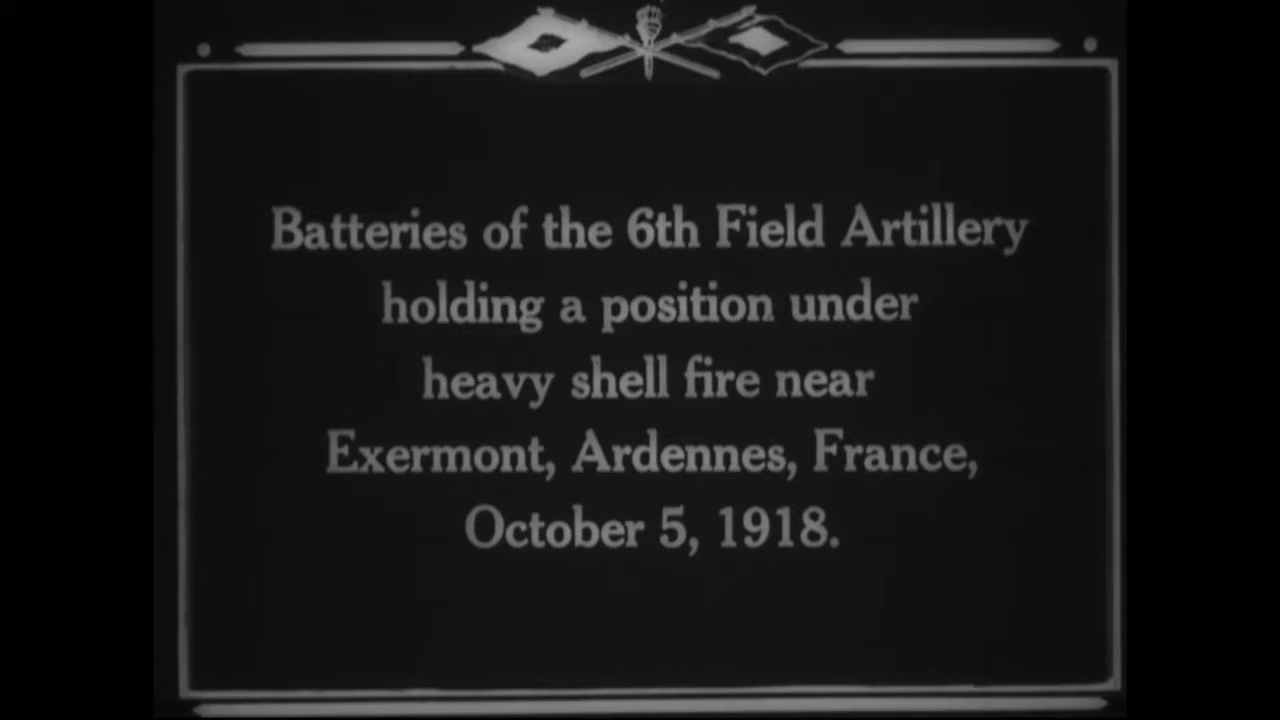 Batteries of the 6th Field Artillery
holding a position under
heavy shell fire near
Exermont, Ardennes, France,
October 5, 1918.